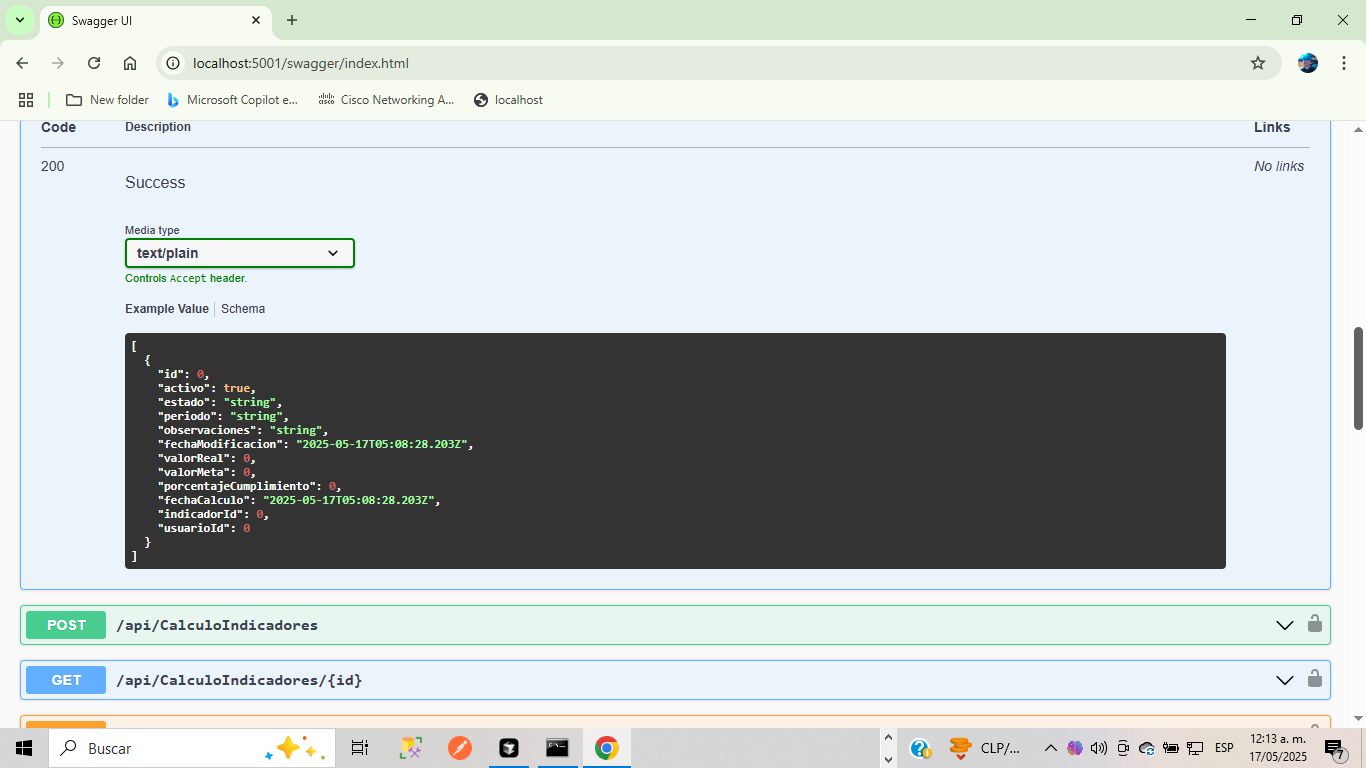 Swagger UI
localhost:5001/swagger/index.html
New folder
Microsoft Copilot e...
Cisco Networking A...
localhost
Code Description Links
200 No links
Success
Media type
text/plain
Controls Accept header.
Example Value Schema
[
{
"id": 0,
"activo": true,
"estado": "string",
"periodo": "string",
"observaciones": "string",
"fechaModificacion": "2025-05-17T05:08:28.203Z",
"valorReal": 0,
"valorMeta": 0,
"porcentajeCumplimiento": 0,
"fechaCalculo": "2025-05-17T05:08:28.203Z",
"indicadorId": 0,
"usuarioId": 0
}
]
POST /api/CalculoIndicadores
GET /api/CalculoIndicadores/{id}
Buscar
CLP/...
ESP
12:13 a. m.
17/05/2025
7